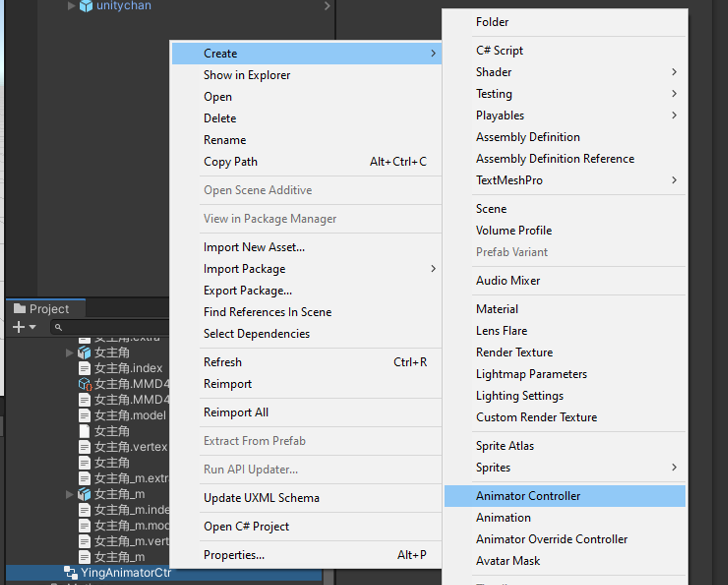 unitychan
Project
女主角
女主角.index
女主角.MMD4
女主角.MMD4
女主角.model
女主角
女主角.vertex
女主角
女主角_m.extra
女主角_m
女主角_m.inde
女主角_m.mod
女主角_m.vert
女主角_m
YingAnimatorCtr
Create
Show in Explorer
Open
Delete
Rename
Copy Path Alt+Ctrl+C
Open Scene Additive
View in Package Manager
Import New Asset...
Import Package
Export Package...
Find References In Scene
Select Dependencies
Refresh Ctrl+R
Reimport
Reimport All
Extract From Prefab
Run API Updater...
Update UXML Schema
Open C# Project
Properties... Alt+P
Folder
C# Script
Shader
Testing
Playables
Assembly Definition
Assembly Definition Reference
TextMeshPro
Scene
Volume Profile
Prefab Variant
Audio Mixer
Material
Lens Flare
Render Texture
Lightmap Parameters
Lighting Settings
Custom Render Texture
Sprite Atlas
Sprites
Animator Controller
Animation
Animator Override Controller
Avatar Mask